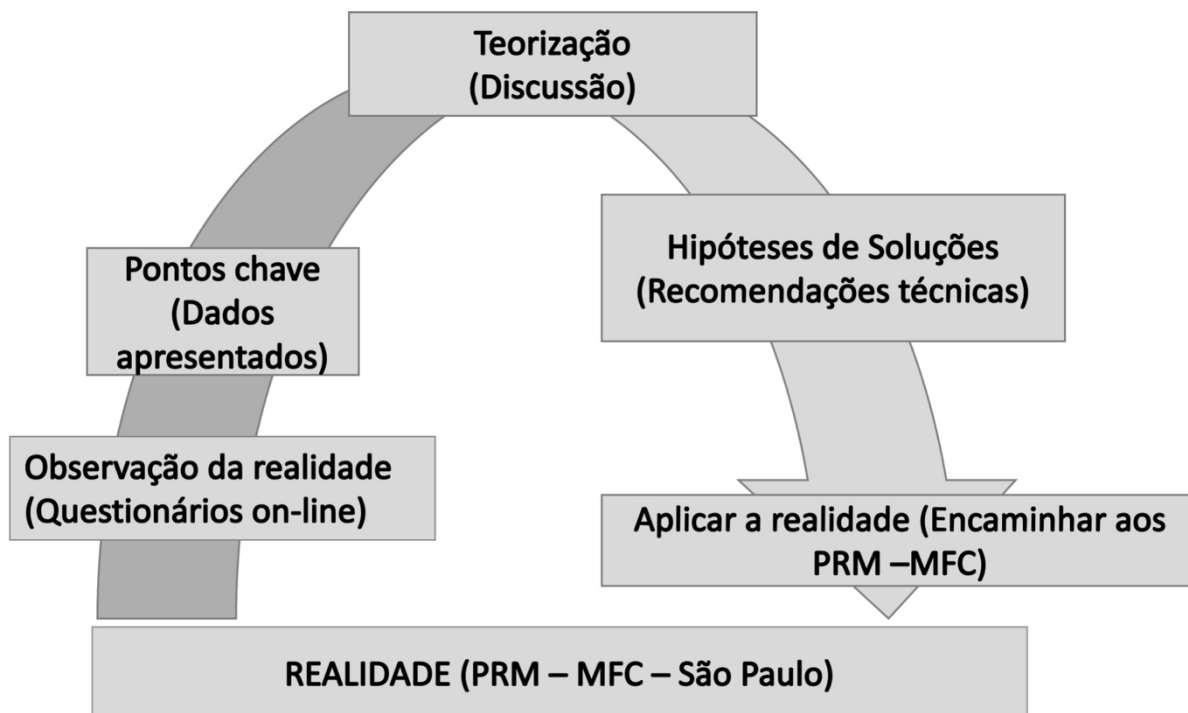 Teorização
(Discussão)
Pontos chave
(Dados
apresentados)
Observação da realidade
(Questionários on-line)
Hipóteses de Soluções
(Recomendações técnicas)
Aplicar a realidade (Encaminhar aos
PRM –MFC)
REALIDADE (PRM – MFC – São Paulo)